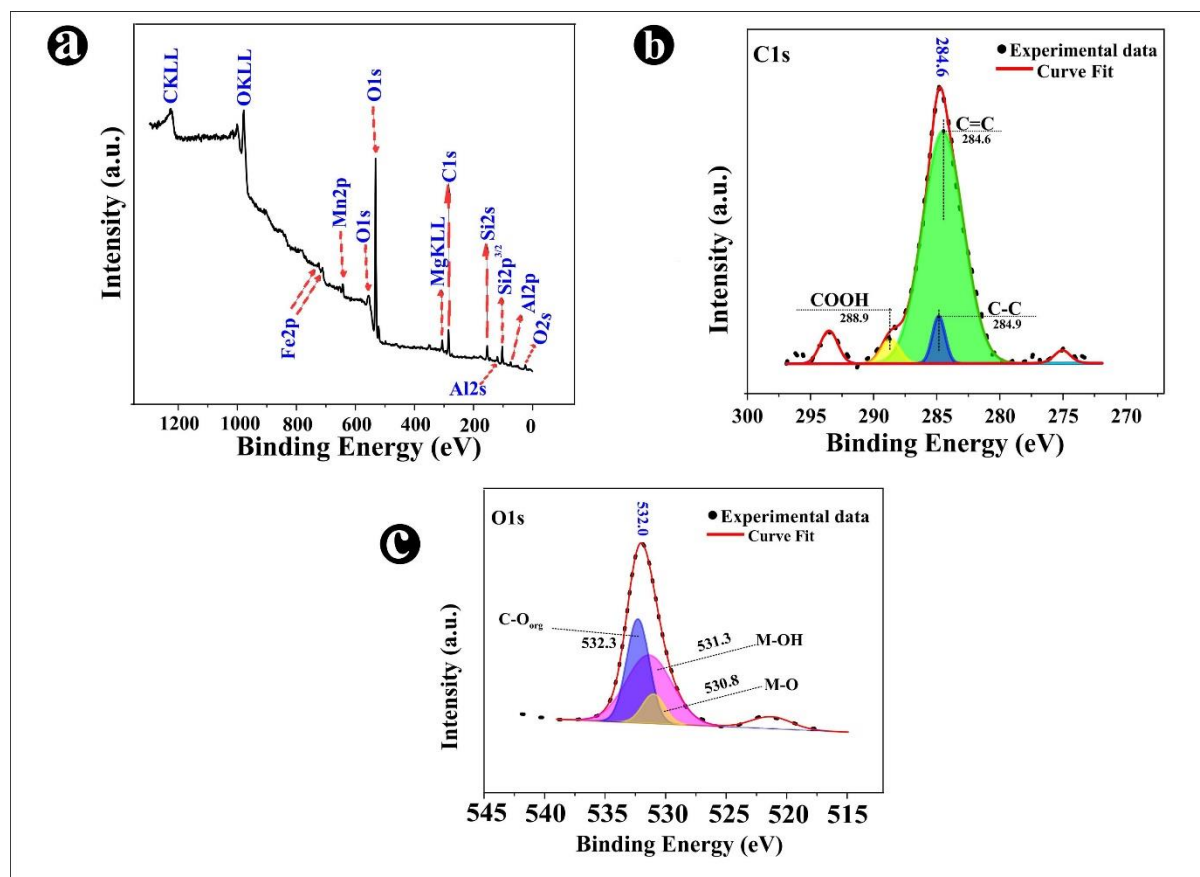 a
CKLL
OKLL
O1s
Mn2p
O1s
Fe2p
MgKLL
C1s
Si2s
Si2p3/2
Al2p
O2s
Al2s
Intensity (a.u.)
1200 1000 800 600 400 200 0
Binding Energy (eV)
b
C1s
284.6
Experimental data
Curve Fit
C=C
284.6
COOH
288.9
C-C
284.9
Intensity (a.u.)
300 295 290 285 280 275 270
Binding Energy (eV)
c
O1s
532.0
Experimental data
Curve Fit
C-Oorg
532.3
531.3
M-OH
530.8
M-O
Intensity (a.u.)
545 540 535 530 525 520 515
Binding Energy (eV)